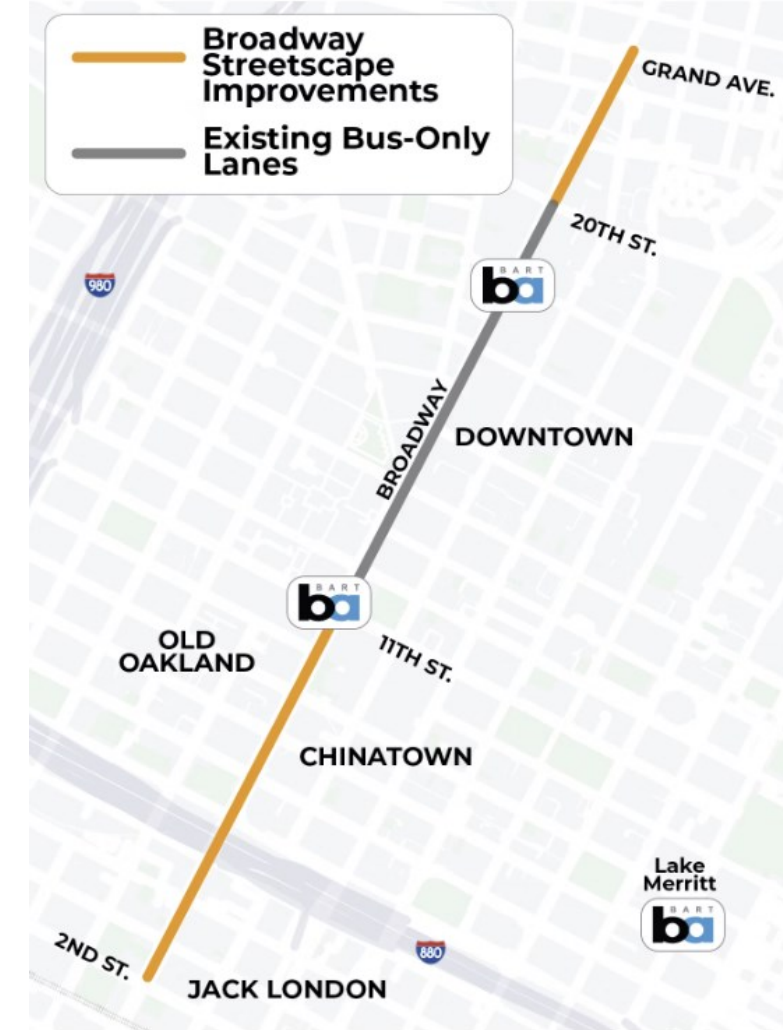 Broadway
Streetscape
Improvements
Existing Bus-Only
Lanes
GRAND AVE.
20TH ST.
980
BART
ba
BROADWAY
DOWNTOWN
BART
ba
OLD
OAKLAND
11TH ST.
CHINATOWN
Lake
Merritt
BART
ba
2ND ST.
880
JACK LONDON